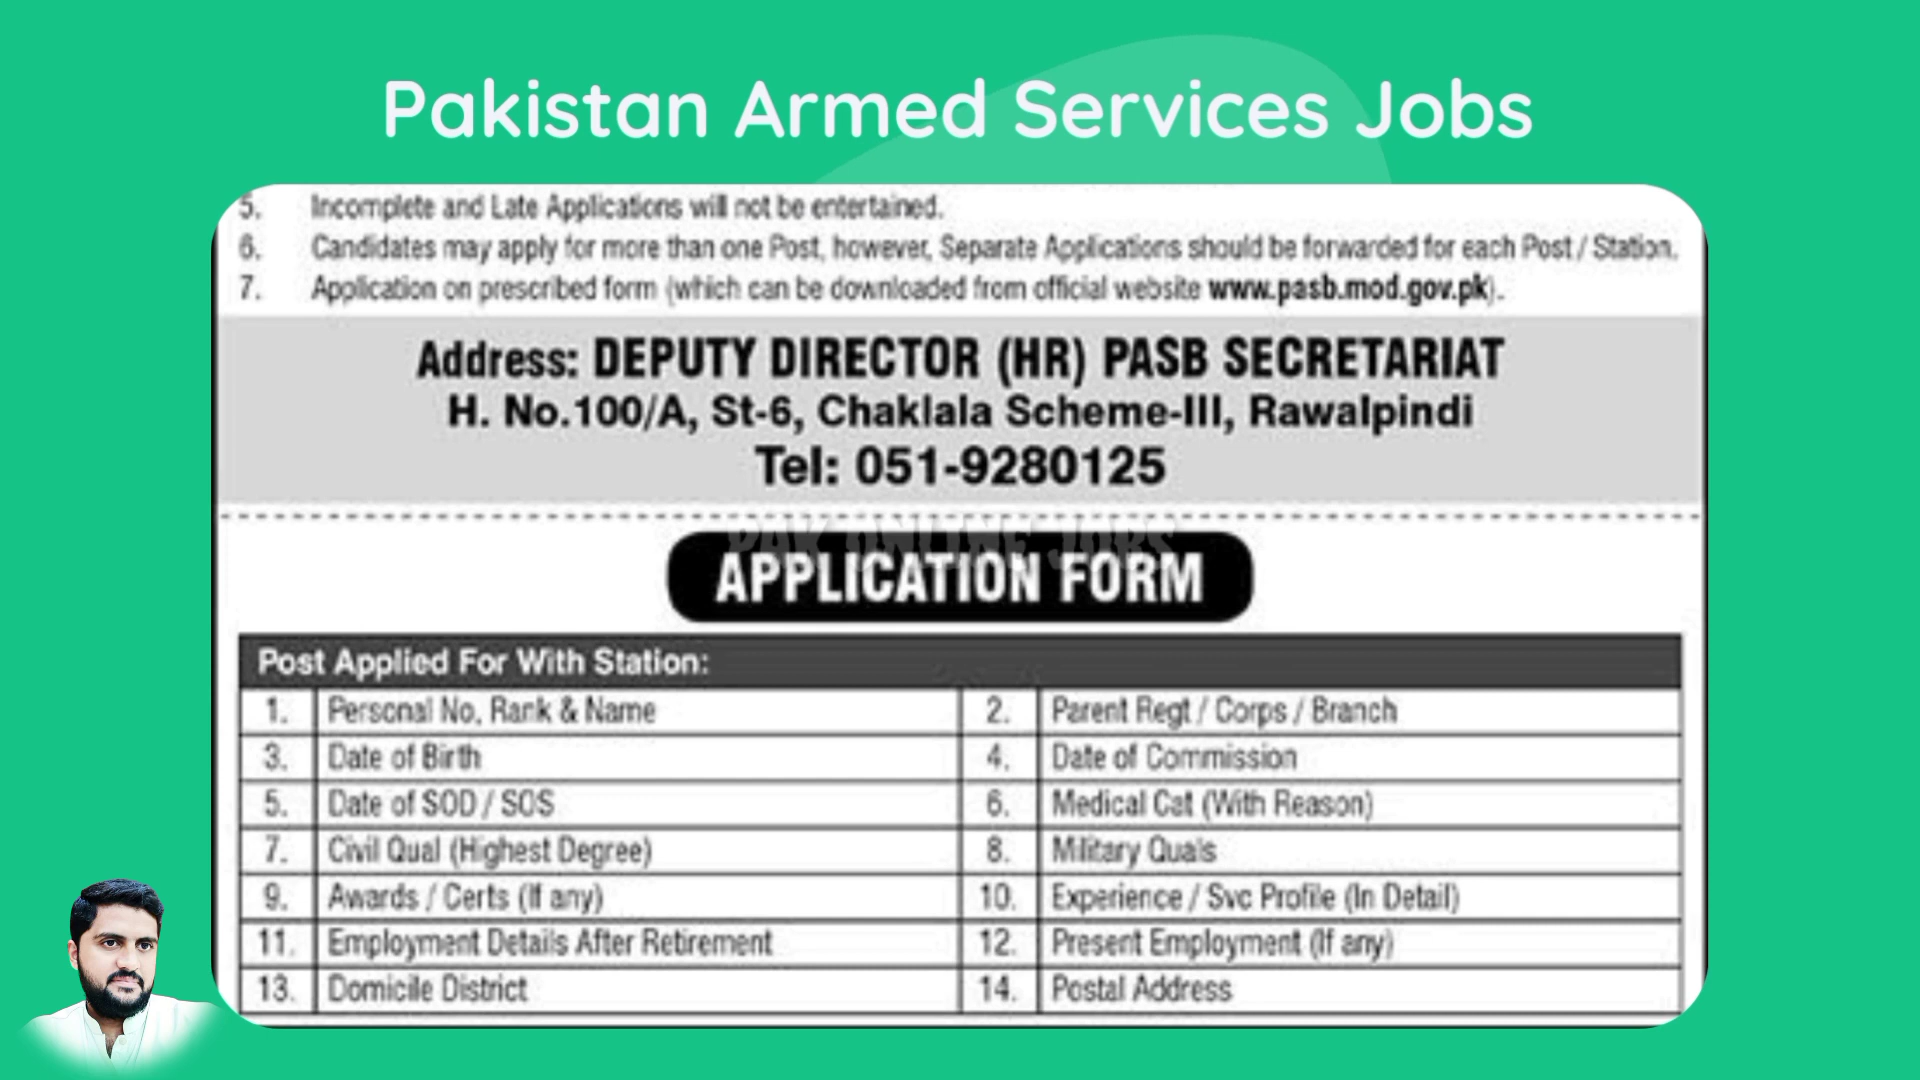 Pakistan Armed Services Jobs
5. Incomplete and Late Applications will not be entertained.
6. Candidates may apply for more than one Post, however, Separate Applications should be forwarded for each Post / Station.
7. Application on prescribed form (which can be downloaded from official website www.pasb.mod.gov.pk).
Address: DEPUTY DIRECTOR (HR) PASB SECRETARIAT
H. No.100/A, St-6, Chaklala Scheme-III, Rawalpindi
Tel: 051-9280125
PAK ONLINE JOBS
APPLICATION FORM
Post Applied For With Station:
1. Personal No, Rank & Name 2. Parent Regt / Corps / Branch
3. Date of Birth 4. Date of Commission
5. Date of SOD / SOS 6. Medical Cat (With Reason)
7. Civil Qual (Highest Degree) 8. Military Quals
9. Awards / Certs (If any) 10. Experience / Svc Profile (In Detail)
11. Employment Details After Retirement 12. Present Employment (If any)
13. Domicile District 14. Postal Address